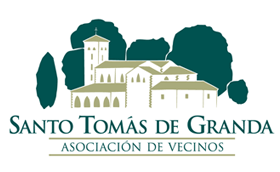 SANTO TOMÁS DE GRANDA
ASOCIACIÓN DE VECINOS